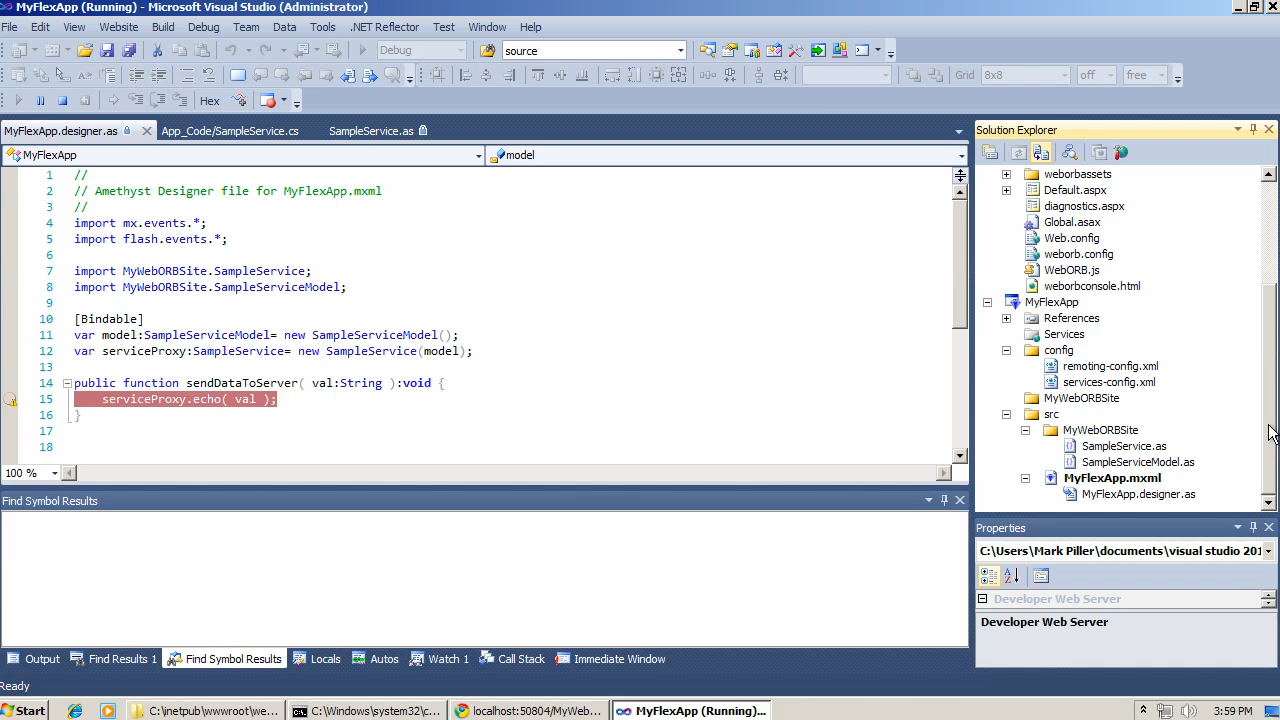 MyFlexApp (Running) - Microsoft Visual Studio (Administrator)
File Edit View Website Build Debug Team Data Tools .NET Reflector Test Window Help
Debug source
Grid 8x8 off free
Hex
MyFlexApp.designer.as App_Code/SampleService.cs SampleService.as
MyFlexApp model
1 //
2 // Amethyst Designer file for MyFlexApp.mxml
3 //
4 import mx.events.*;
5 import flash.events.*;
6
7 import MyWebORBSite.SampleService;
8 import MyWebORBSite.SampleServiceModel;
9
10 [Bindable]
11 var model:SampleServiceModel= new SampleServiceModel();
12 var serviceProxy:SampleService= new SampleService(model);
13
14 public function sendDataToServer( val:String ):void {
15 serviceProxy.echo( val );
16 }
17
18
100 %
Find Symbol Results
Output Find Results 1 Find Symbol Results Locals Autos Watch 1 Call Stack Immediate Window
Solution Explorer
weborbassets
Default.aspx
diagnostics.aspx
Global.asax
Web.config
weborb.config
WebORB.js
weborbconsole.html
MyFlexApp
References
Services
config
remoting-config.xml
services-config.xml
MyWebORBSite
src
MyWebORBSite
SampleService.as
SampleServiceModel.as
MyFlexApp.mxml
MyFlexApp.designer.as
Properties
C:\Users\Mark Piller\documents\visual studio 201
Developer Web Server
Developer Web Server
Ready
Start C:\inetpub\wwwroot\we... C:\Windows\system32\c... localhost:50804/MyWeb... MyFlexApp (Running)... 3:59 PM